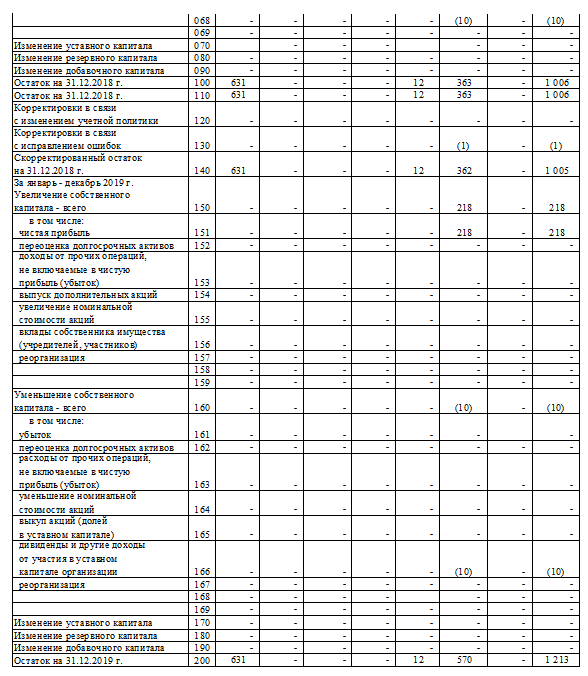 068 - - - - - (10) - (10)
069 - - - - - - - -
Изменение уставного капитала 070 - - - - - -
Изменение резервного капитала 080 - - - - - -
Изменение добавочного капитала 090 - - - - - -
Остаток на 31.12.2018 г. 100 631 - - - 12 363 - 1 006
Остаток на 31.12.2018 г. 110 631 - - - 12 363 - 1 006
Корректировки в связи
с изменением учетной политики 120 - - - - - - - -
Корректировки в связи
с исправлением ошибок 130 - - - - - (1) - (1)
Скорректированный остаток
на 31.12.2018 г. 140 631 - - - 12 362 - 1 005
За январь - декабрь 2019 г.
Увеличение собственного
капитала - всего 150 - - - - - 218 - 218
в том числе:
чистая прибыль 151 - - - - - 218 - 218
переоценка долгосрочных активов 152 - - - - - - - -
доходы от прочих операций,
не включаемые в чистую
прибыль (убыток) 153 - - - - - - - -
выпуск дополнительных акций 154 - - - - - - - -
увеличение номинальной
стоимости акций 155 - - - - - - - -
вклады собственника имущества
(учредителей, участников) 156 - - - - - - - -
реорганизация 157 - - - - - - - -
158 - - - - - - - -
159 - - - - - - - -
Уменьшение собственного
капитала - всего 160 - - - - - (10) - (10)
в том числе:
убыток 161 - - - - - - - -
переоценка долгосрочных активов 162 - - - - - - - -
расходы от прочих операций,
не включаемые в чистую
прибыль (убыток) 163 - - - - - - - -
уменьшение номинальной
стоимости акций 164 - - - - - - - -
выкуп акций (долей
в уставном капитале) 165 - - - - - - - -
дивиденды и другие доходы
от участия в уставном
капитале организации 166 - - - - - (10) - (10)
реорганизация 167 - - - - - - - -
168 - - - - - - - -
169 - - - - - - - -
Изменение уставного капитала 170 - - - - - - - -
Изменение резервного капитала 180 - - - - - - - -
Изменение добавочного капитала 190 - - - - - - - -
Остаток на 31.12.2019 г. 200 631 - - - 12 570 - 1 213